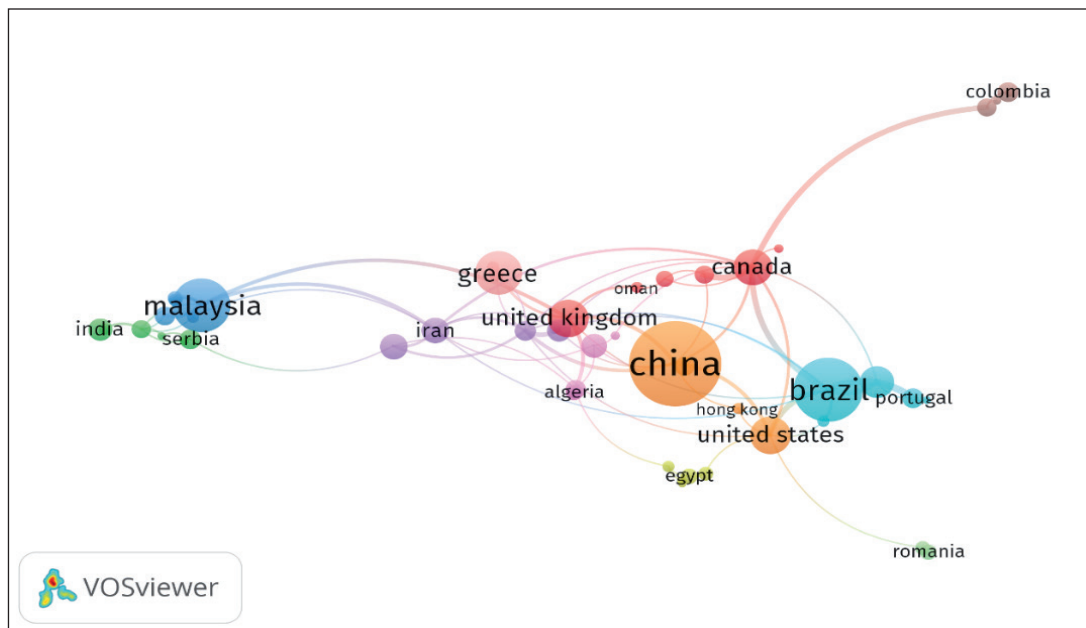 colombia
greece
canada
oman
malaysia
india
serbia
iran
united kingdom
china
algeria
brazil
portugal
hong kong
united states
egypt
romania
VOSviewer